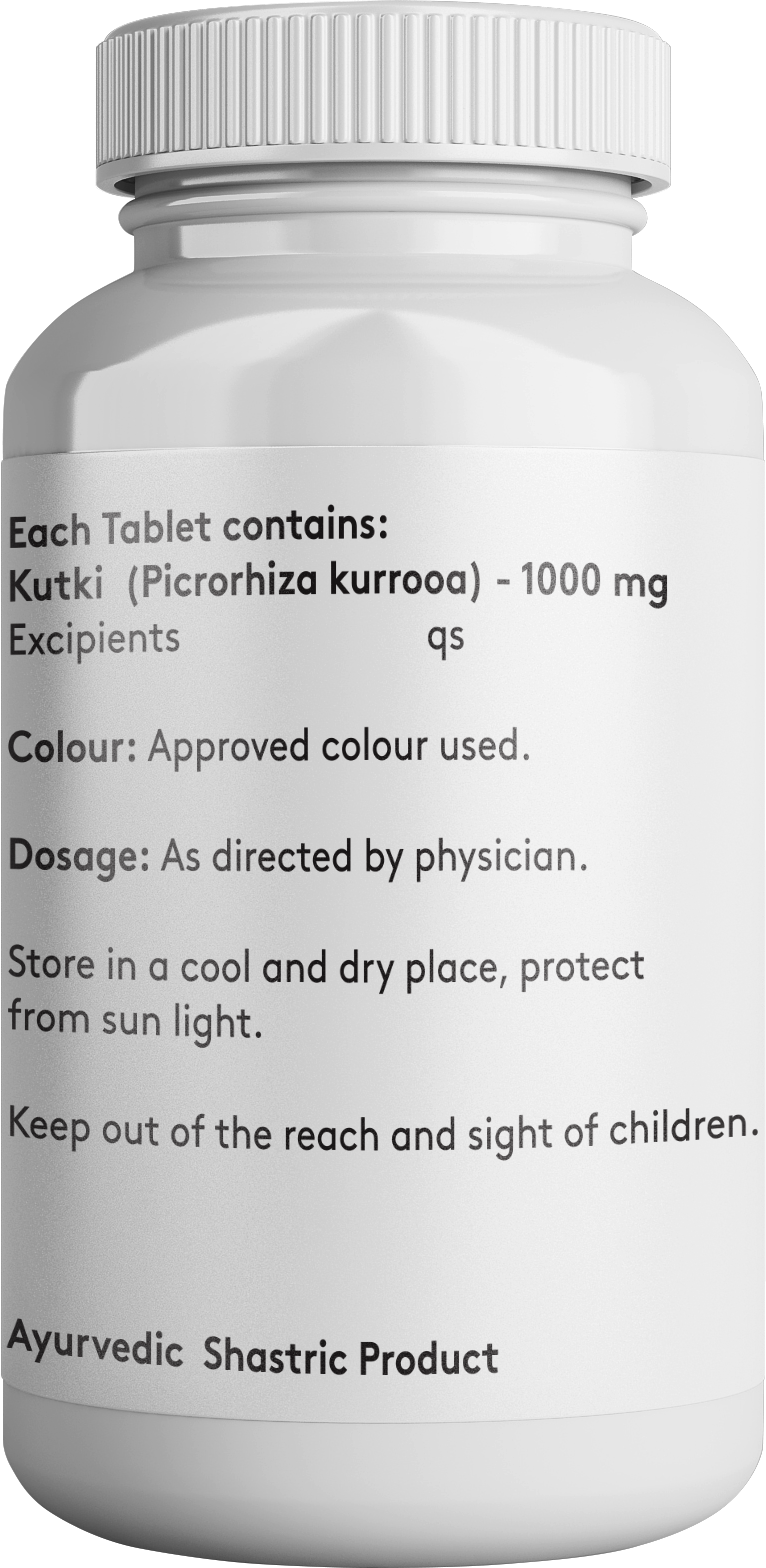 Each Tablet contains:
Kutki (Picrorhiza kurrooa) - 1000 mg
Excipients qs
Colour: Approved colour used.
Dosage: As directed by physician.
Store in a cool and dry place, protect
from sun light.
Keep out of the reach and sight of children.
Ayurvedic Shastric Product